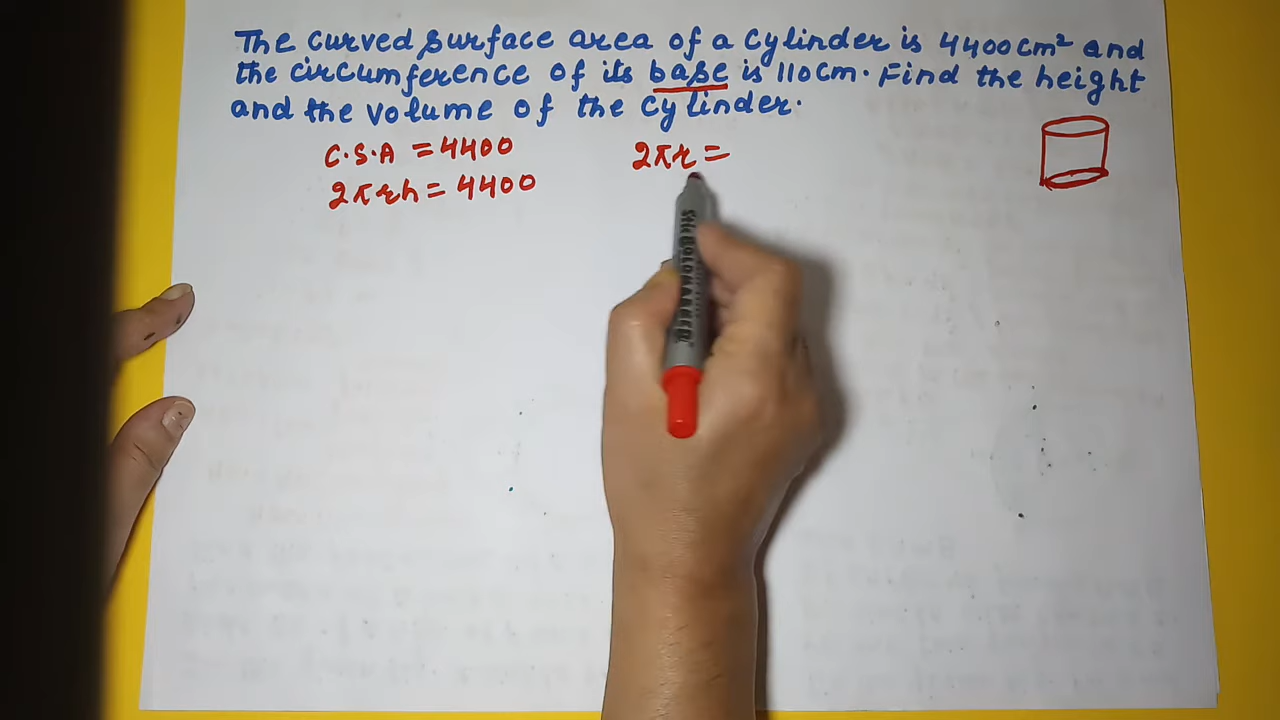 The curved surface area of a cylinder is 4400cm² and
the circumference of its base is 110cm. Find the height
and the volume of the cylinder.
C.S.A = 4400
2πrh = 4400
2πr =